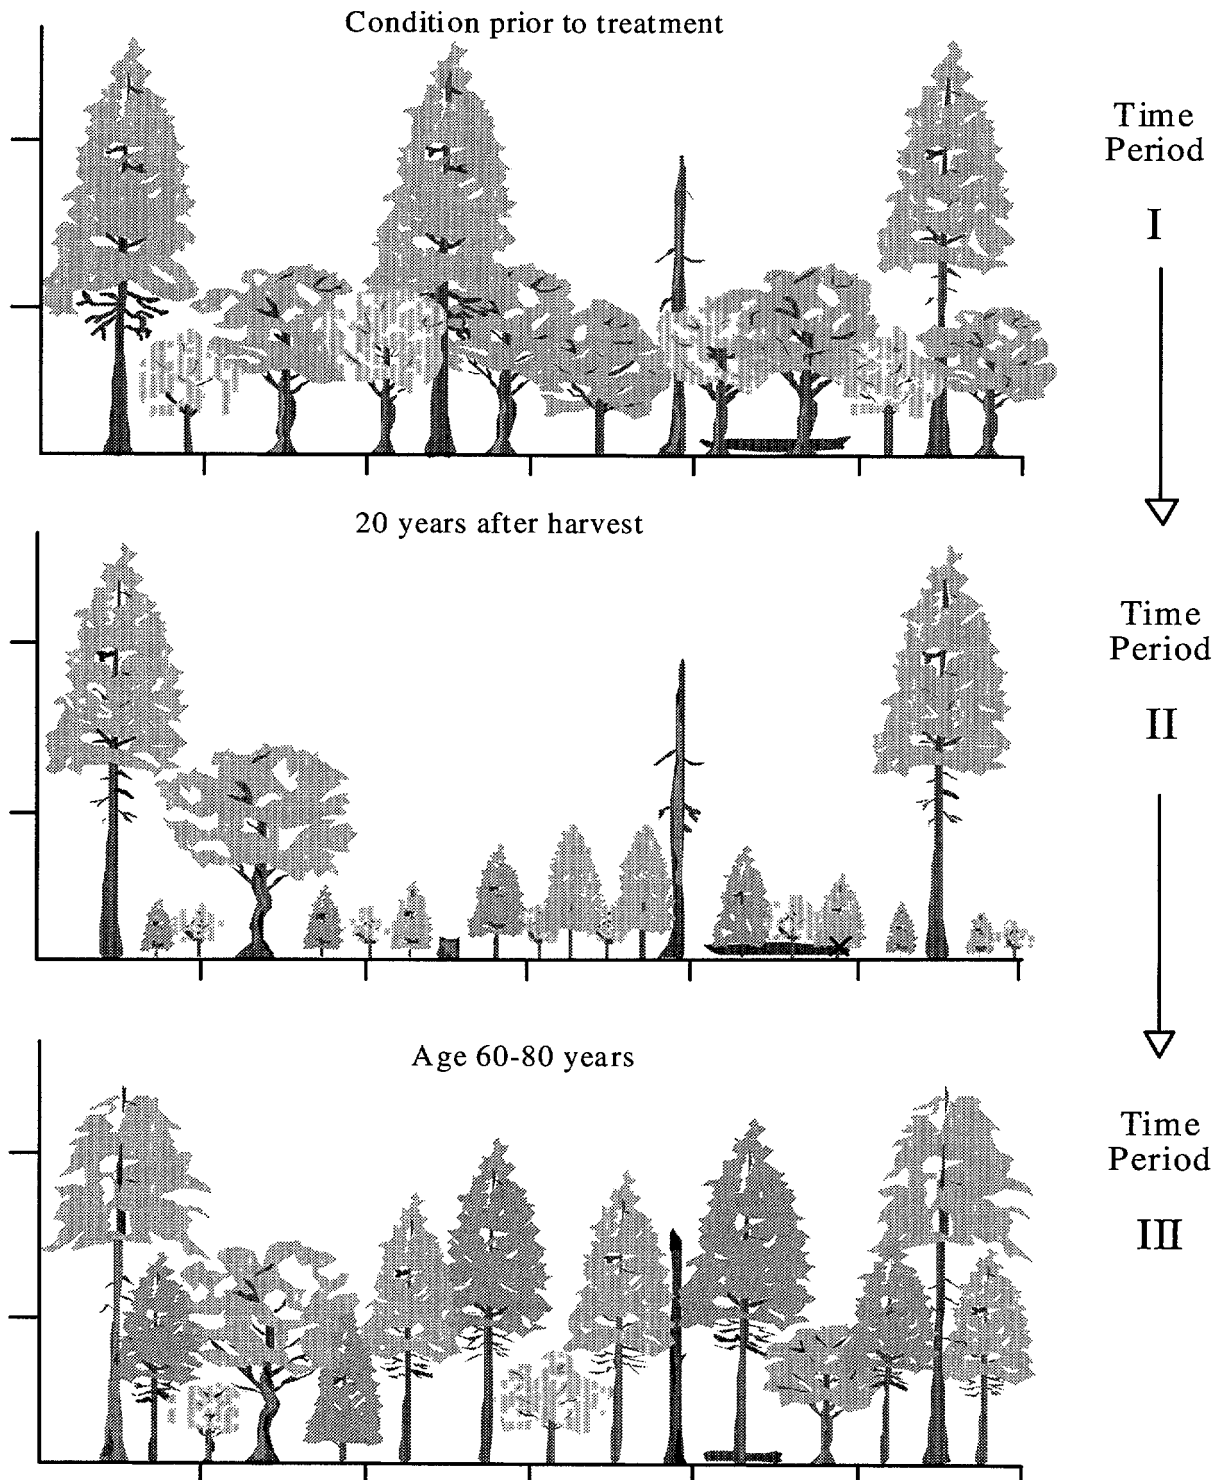 Condition prior to treatment
Time
Period
I
20 years after harvest
Time
Period
II
Age 60-80 years
Time
Period
III